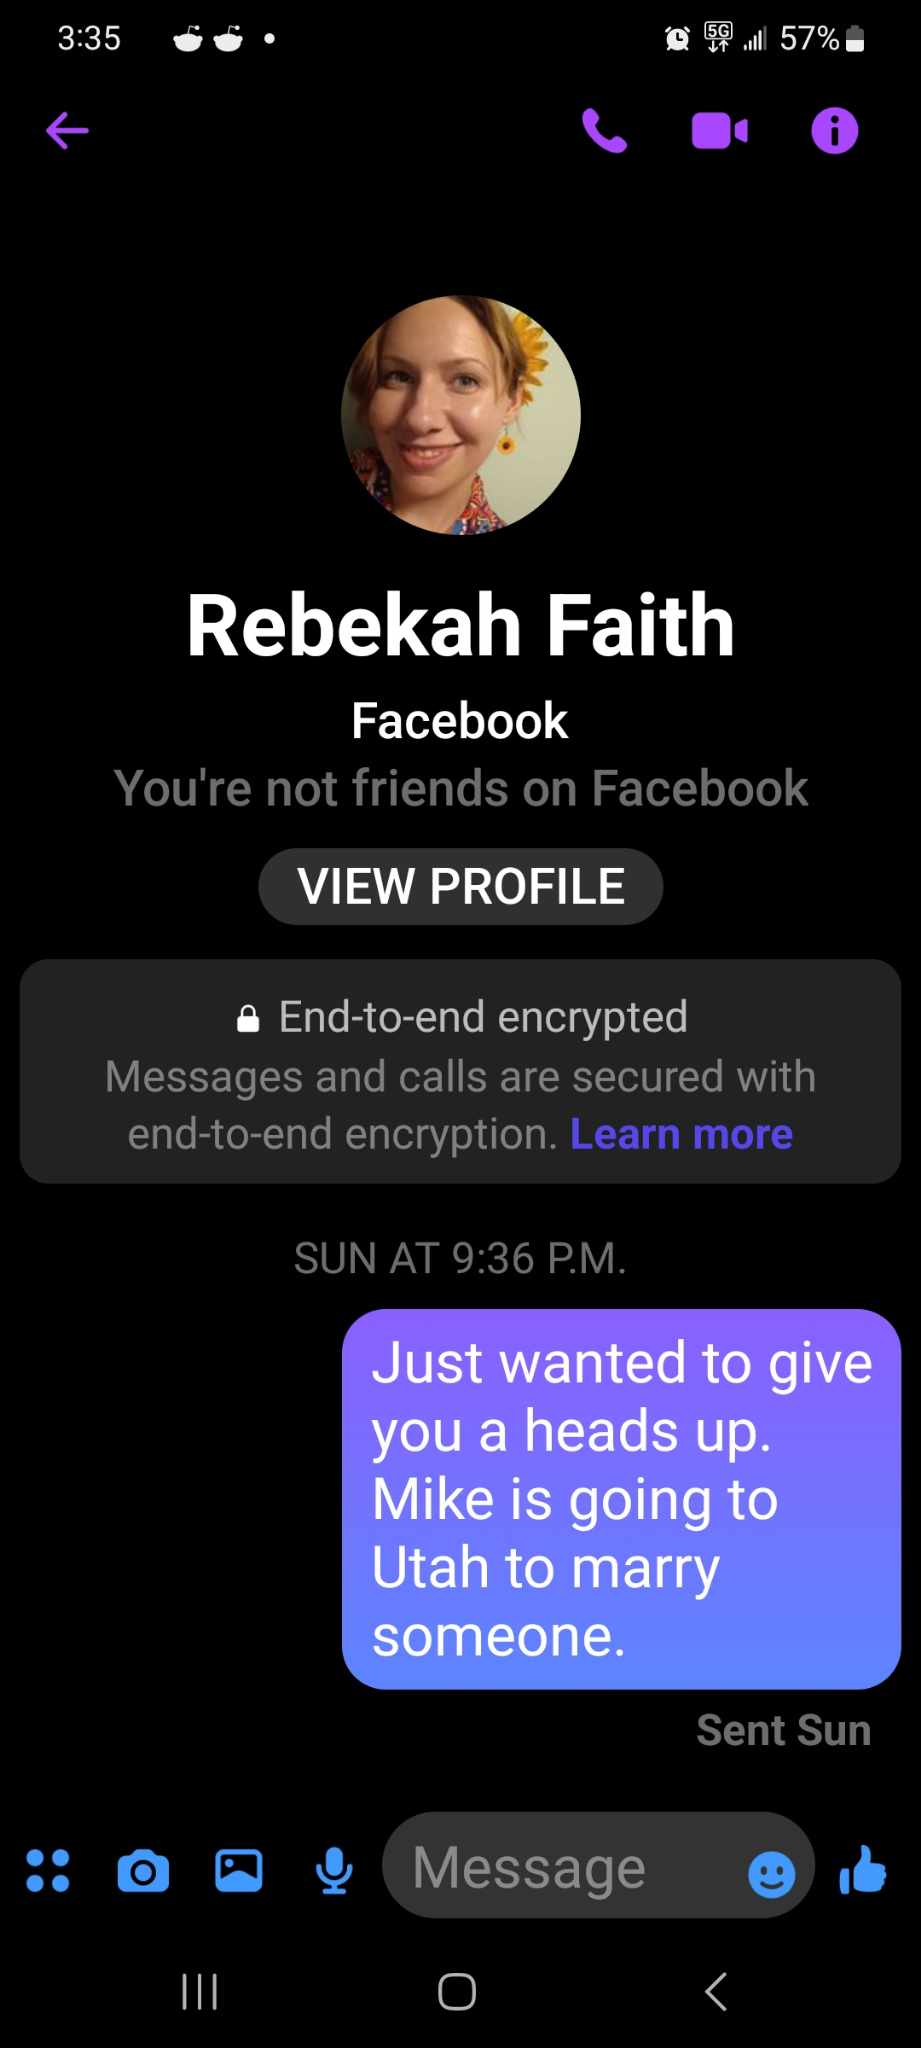 3:35
5G
57%
Rebekah Faith
Facebook
You're not friends on Facebook
VIEW PROFILE
End-to-end encrypted
Messages and calls are secured with
end-to-end encryption. Learn more
SUN AT 9:36 P.M.
Just wanted to give
you a heads up.
Mike is going to
Utah to marry
someone.
Sent Sun
Message